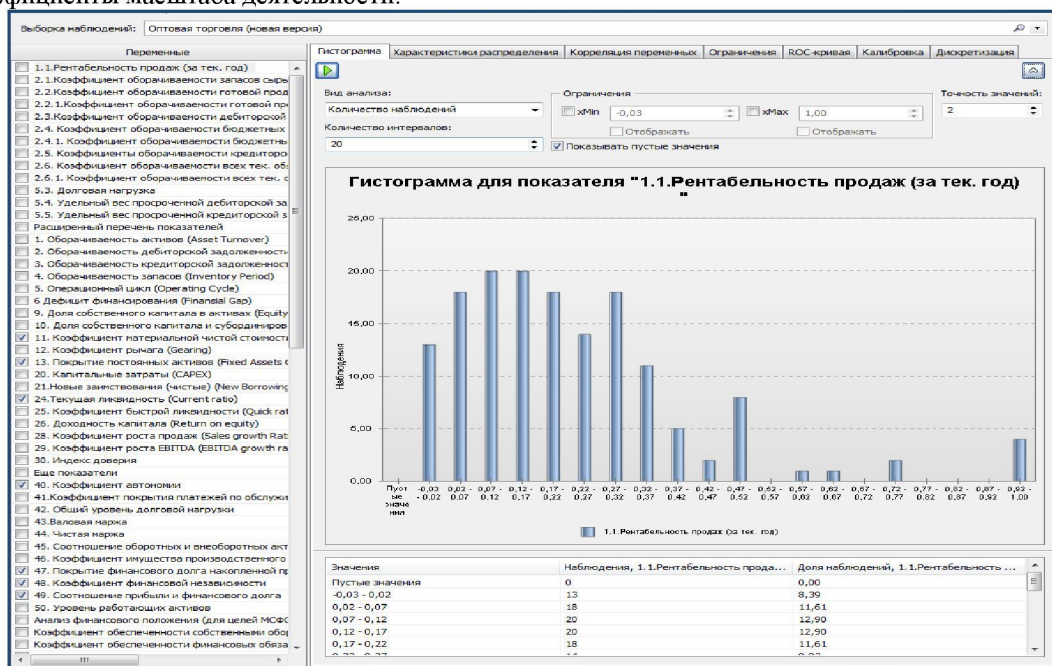 фициенты масштаба деятельности.
Выборка наблюдений: Оптовая торговля (новая версия)
Переменные
1.1.Рентабельность продаж (за тек. год)
2.1.Коэффициент оборачиваемости запасов сырь
2.2.Коэффициент оборачиваемости готовой прод
2.2.1.Коэффициент оборачиваемости готовой пр
2.3.Коэффициент оборачиваемости дебиторской
2.4. Коэффициент оборачиваемости бюджетных
2.4.1. Коэффициент оборачиваемости бюджетны
2.5. Коэффициенты оборачиваемости кредиторс
2.6. Коэффициент оборачиваемости всех тек. об
2.6.1. Коэффициент оборачиваемости всех тек. с
5.3. Долговая нагрузка
5.4. Удельный вес просроченной дебиторской за
5.5. Удельный вес просроченной кредиторской з
Расширенный перечень показателей
1. Оборачиваемость активов (Asset Turnover)
2. Оборачиваемость дебиторской задолженности
3. Оборачиваемость кредиторской задолженност
4. Оборачиваемость запасов (Inventory Period)
5. Операционный цикл (Operating Cycle)
6 Дефицит финансирования (Finansial Gap)
9. Доля собственного капитала в активах (Equity
10. Доля собственного капитала и субординиров
11. Коэффициент материальной чистой стоимост
12. Коэффициент рычага (Gearing)
13. Покрытие постоянных активов (Fixed Assets C
20. Капитальные затраты (CAPEX)
21.Новые заимствования (чистые) (New Borrowing
24.Текущая ликвидность (Current ratio)
25. Коэффициент быстрой ликвидности (Quick rat
26. Доходность капитала (Return on equity)
28. Коэффициент роста продаж (Sales growth Rat
29. Коэффициент роста EBITDA (EBITDA growth ra
30. Индекс доверия
Еще показатели
40. Коэффициент автономии
41.Коэффициент покрытия платежей по обслужи
42. Общий уровень долговой нагрузки
43.Валовая маржа
44. Чистая маржа
45. Соотношение оборотных и внеоборотных акт
46. Коэффициент имущества производственного
47. Покрытие финансового долга накопленной пр
48. Коэффициент финансовой независимости
49. Соотношение прибыли и финансового долга
50. Уровень работающих активов
Анализ финансового положения (для целей МСФО
Коэффициент обеспеченности собственными обор
Коэффициент обеспеченности финансовых обяза
Гистограмма Характеристики распределения Корреляция переменных Ограничения ROC-кривая Калибровка Дискретизация
Вид анализа: Ограничения Точность значений:
Количество наблюдений xMin -0,03 xMax 1,00 2
Количество интервалов: Отображать Отображать
20 Показывать пустые значения
Гистограмма для показателя "1.1.Рентабельность продаж (за тек. год)
"
25,00
20,00
15,00
10,00
5,00
0,00
Наблюдения
Пуст ые значе ния -0,03 - 0,02 0,02 - 0,07 0,07 - 0,12 0,12 - 0,17 0,17 - 0,22 0,22 - 0,27 0,27 - 0,32 0,32 - 0,37 0,37 - 0,42 0,42 - 0,47 0,47 - 0,52 0,52 - 0,57 0,57 - 0,62 0,62 - 0,67 0,67 - 0,72 0,72 - 0,77 0,77 - 0,82 0,82 - 0,87 0,87 - 0,92 0,92 - 1,00
1.1.Рентабельность продаж (за тек. год)
Значения Наблюдения, 1.1.Рентабельность прода... Доля наблюдений, 1.1.Рентабельность ...
Пустые значения 0 0,00
-0,03 - 0,02 13 8,39
0,02 - 0,07 18 11,61
0,07 - 0,12 20 12,90
0,12 - 0,17 20 12,90
0,17 - 0,22 18 11,61